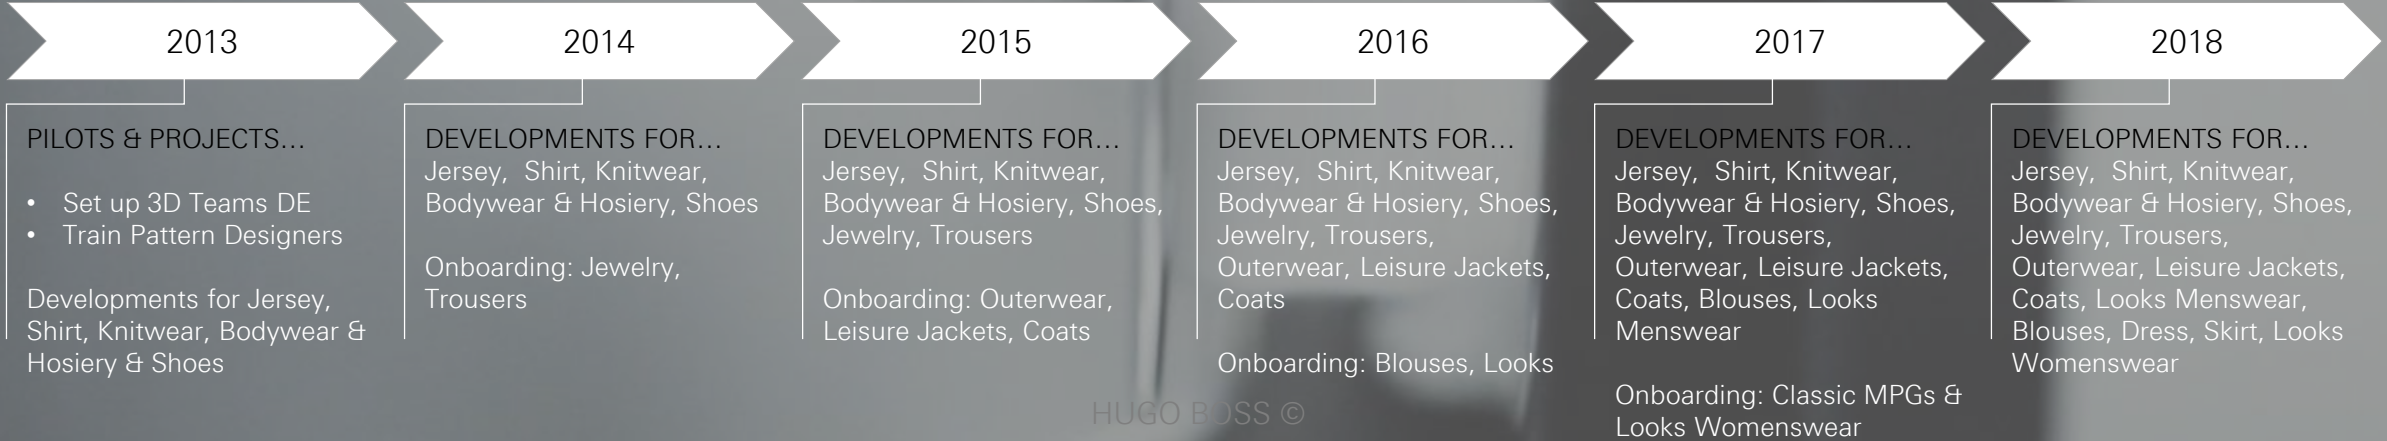 2013
PILOTS & PROJECTS…
• Set up 3D Teams DE
• Train Pattern Designers
Developments for Jersey,
Shirt, Knitwear, Bodywear &
Hosiery & Shoes
2014
DEVELOPMENTS FOR…
Jersey,  Shirt, Knitwear,
Bodywear & Hosiery, Shoes
Onboarding: Jewelry,
Trousers
2015
DEVELOPMENTS FOR…
Jersey,  Shirt, Knitwear,
Bodywear & Hosiery, Shoes,
Jewelry, Trousers
Onboarding: Outerwear,
Leisure Jackets, Coats
2016
DEVELOPMENTS FOR…
Jersey,  Shirt, Knitwear,
Bodywear & Hosiery, Shoes,
Jewelry, Trousers,
Outerwear, Leisure Jackets,
Coats
Onboarding: Blouses, Looks
2017
DEVELOPMENTS FOR…
Jersey,  Shirt, Knitwear,
Bodywear & Hosiery, Shoes,
Jewelry, Trousers,
Outerwear, Leisure Jackets,
Coats, Blouses, Looks
Menswear
Onboarding: Classic MPGs &
Looks Womenswear
2018
DEVELOPMENTS FOR…
Jersey,  Shirt, Knitwear,
Bodywear & Hosiery, Shoes,
Jewelry, Trousers,
Outerwear, Leisure Jackets,
Coats, Looks Menswear,
Blouses, Dress, Skirt, Looks
Womenswear
HUGO BOSS ©